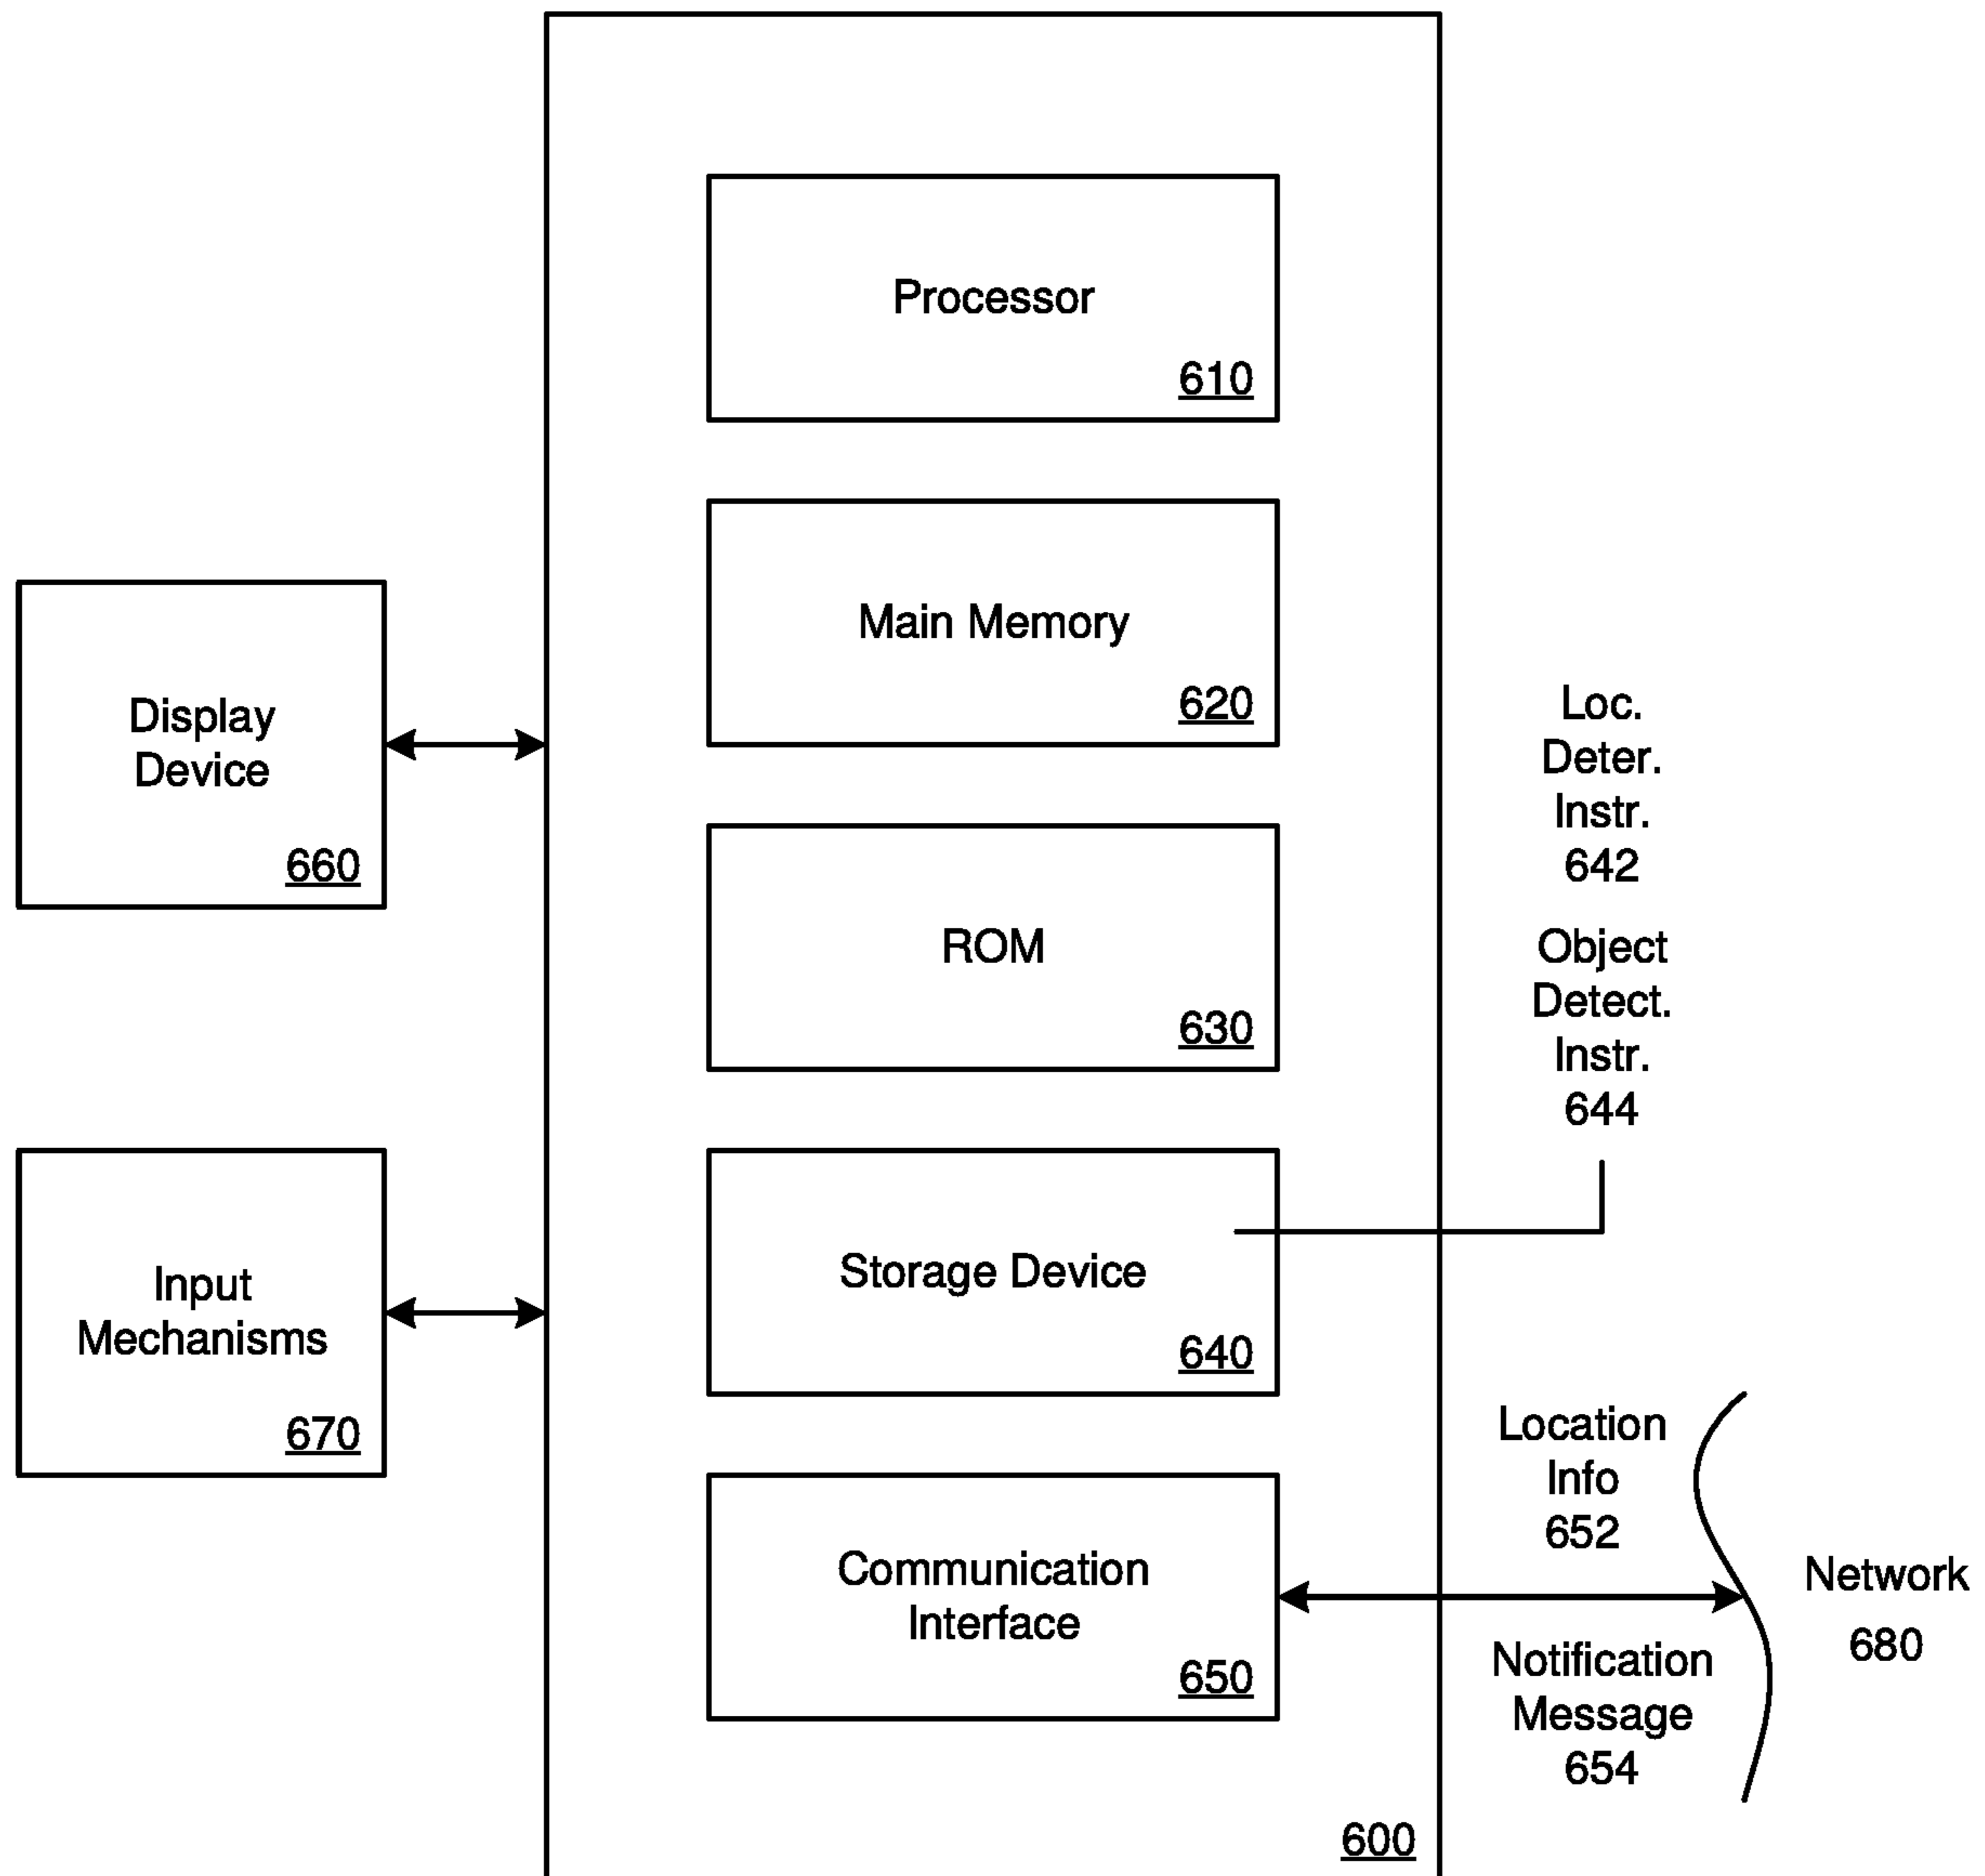 Processor
610
Main Memory
620
Display
Device
660
Loc.
Deter.
Instr.
642
ROM
630
Object
Detect.
Instr.
644
Input
Mechanisms
670
Storage Device
640
Communication
Interface
650
Location
Info
652
Notification
Message
654
Network
680
600